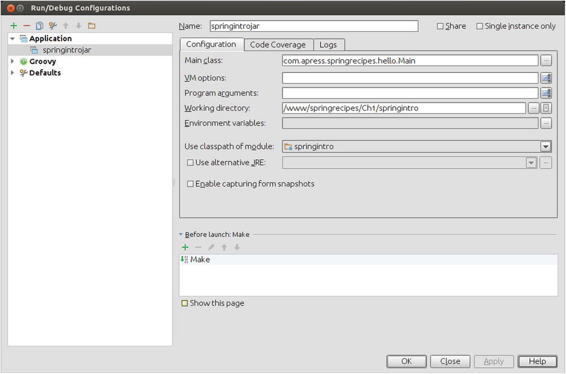 Run/Debug Configurations
Application
springintrojar
Groovy
Defaults
Name: springintrojar Share Single instance only
Configuration Code Coverage Logs
Main class: com.apress.springrecipes.hello.Main
VM options:
Program arguments:
Working directory: /www/springrecipes/Ch1/springintro
Environment variables:
Use classpath of module: springintro
Use alternative JRE:
Enable capturing form snapshots
Before launch: Make
Make
Show this page
OK Close Apply Help